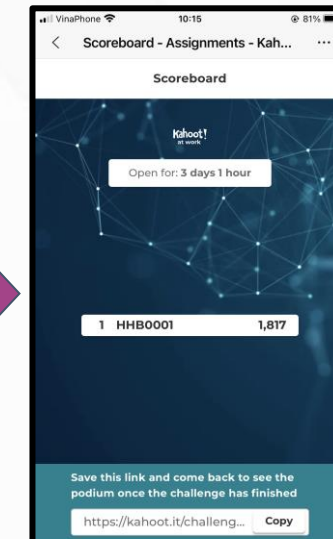 VinaPhone 10:15 81%
Scoreboard - Assignments - Kah...
Scoreboard
Kahoot!
at work
Open for: 3 days 1 hour
1 HHB0001 1,817
Save this link and come back to see the
podium once the challenge has finished
https://kahoot.it/challeng... Copy